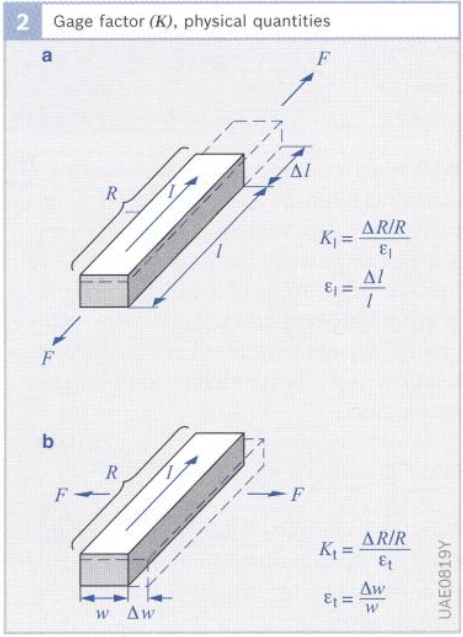 2 Gage factor (K), physical quantities
a
F
Δl
R
I
l
K_l = ΔR/R / ε_l
ε_l = Δl / l
F
b
R
I
F
F
K_t = ΔR/R / ε_t
ε_t = Δw / w
w Δw
UAE0819Y